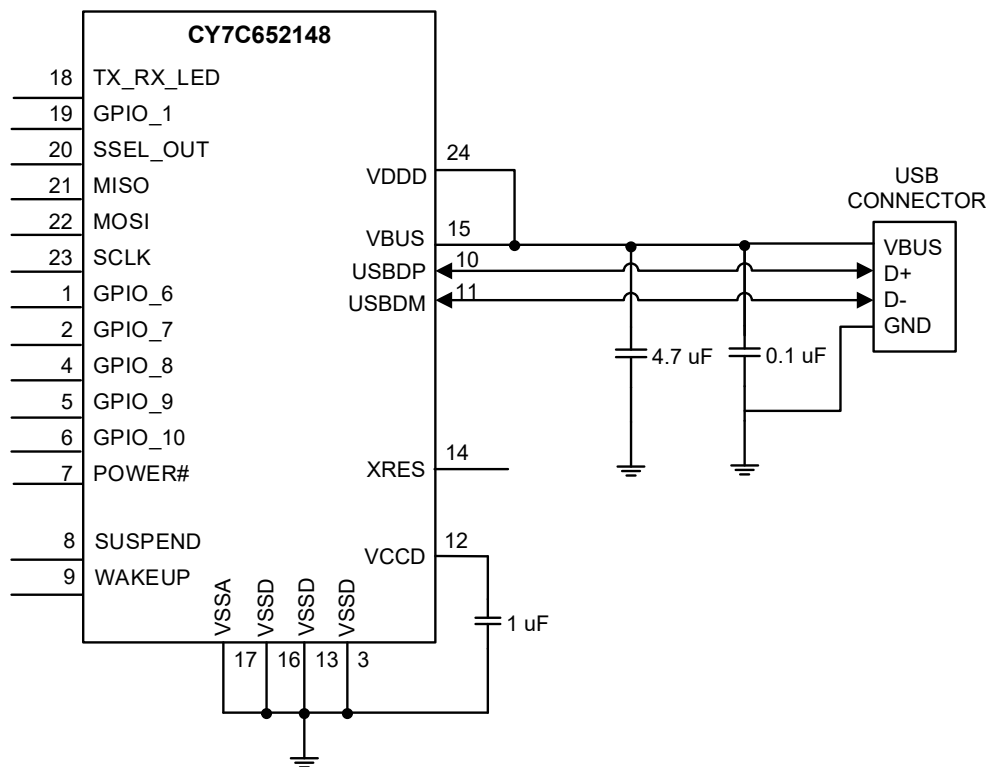 CY7C652148
18 TX_RX_LED
19 GPIO_1
20 SSEL_OUT
21 MISO
22 MOSI
23 SCLK
1 GPIO_6
2 GPIO_7
4 GPIO_8
5 GPIO_9
6 GPIO_10
7 POWER#
8 SUSPEND
9 WAKEUP
VSSA
VSSD
VSSD
VSSD
17 16 13 3
VDDD 24
VBUS 15
USBDP 10
USBDM 11
XRES 14
VCCD 12
1 uF
4.7 uF
0.1 uF
USB
CONNECTOR
VBUS
D+
D-
GND